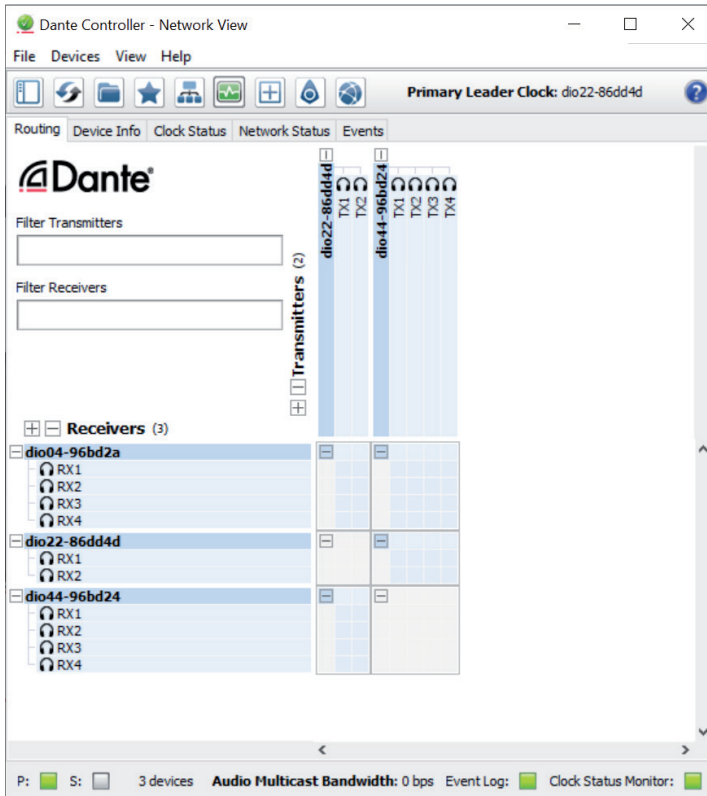 Dante Controller - Network View
File Devices View Help
Primary Leader Clock: dio22-86dd4d
?
Routing Device Info Clock Status Network Status Events
Dante®
Filter Transmitters
Filter Receivers
Transmitters (2)
dio22-86dd4d
TX1
TX2
dio44-96bd24
TX1
TX2
TX3
TX4
Receivers (3)
dio04-96bd2a
RX1
RX2
RX3
RX4
dio22-86dd4d
RX1
RX2
dio44-96bd24
RX1
RX2
RX3
RX4
P: S: 3 devices Audio Multicast Bandwidth: 0 bps Event Log: Clock Status Monitor: